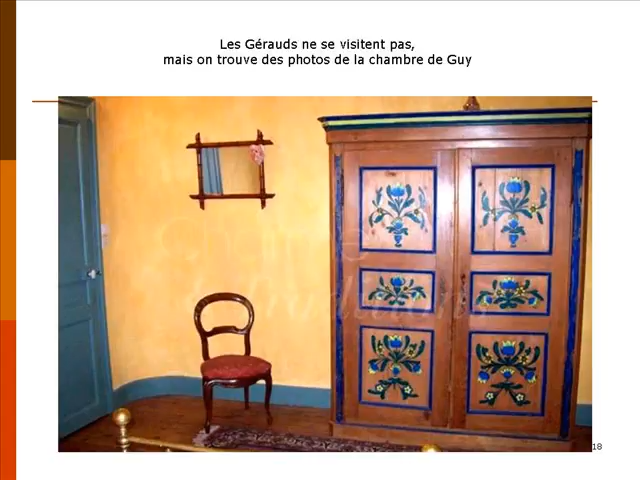 Les Gérauds ne se visitent pas,
mais on trouve des photos de la chambre de Guy
18